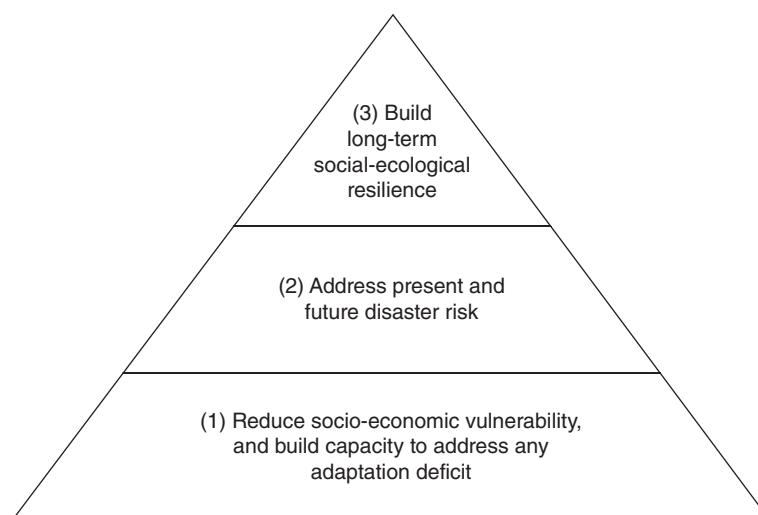 (3) Build
long-term
social-ecological
resilience
(2) Address present and
future disaster risk
(1) Reduce socio-economic vulnerability,
and build capacity to address any
adaptation deficit